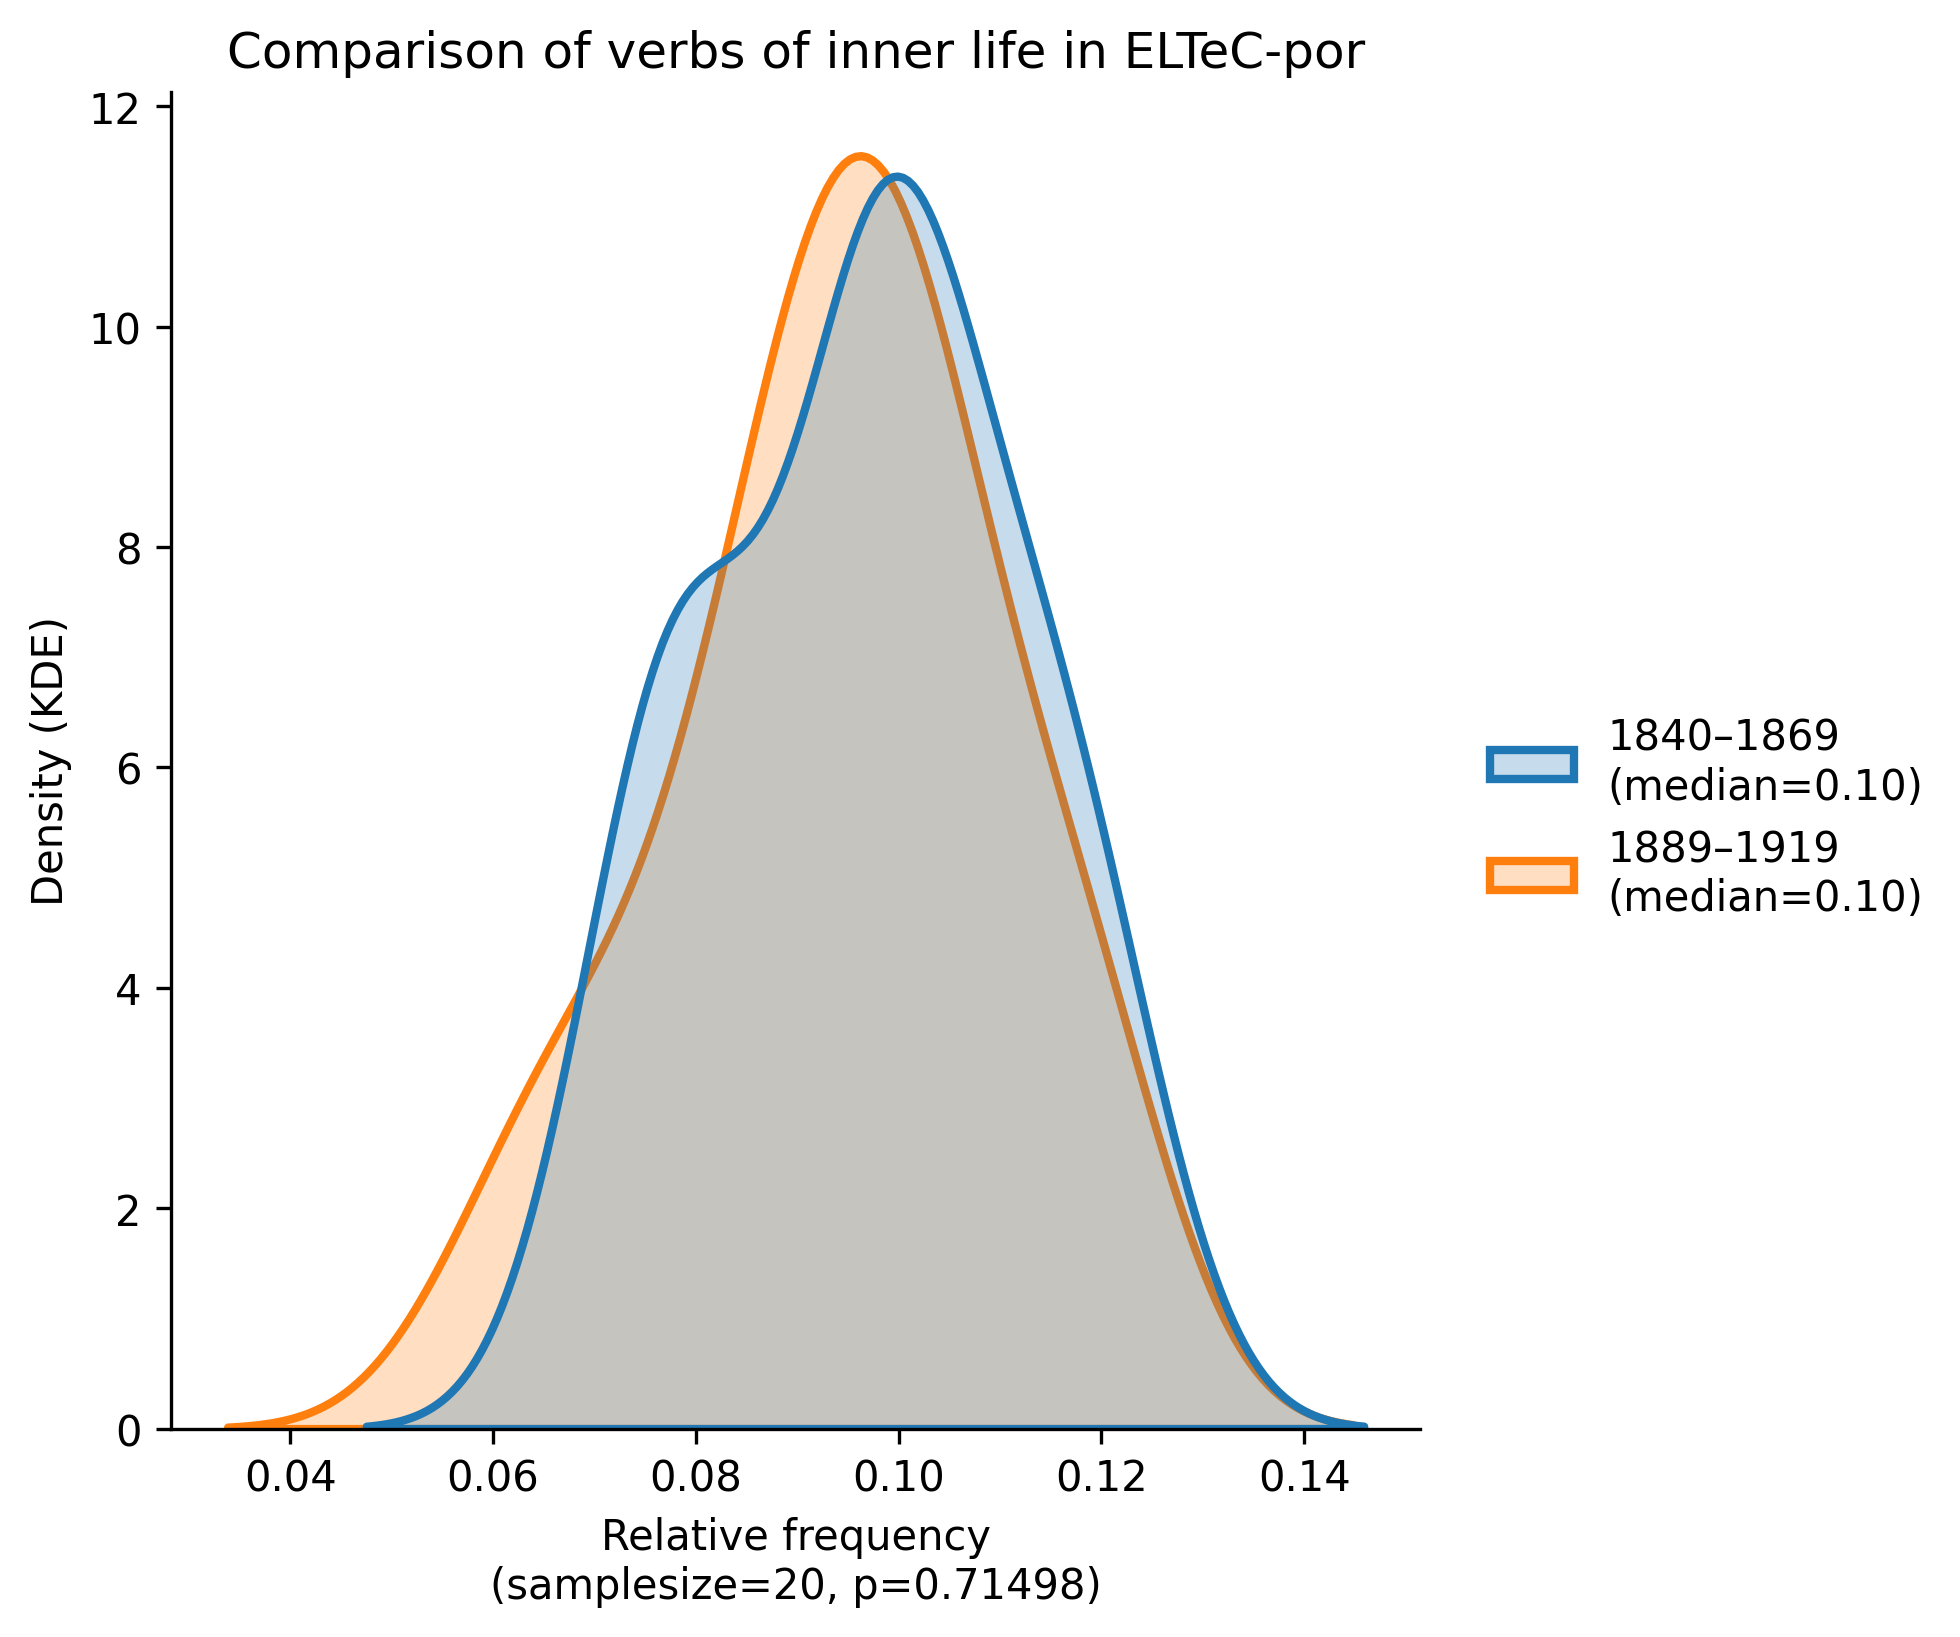 Comparison of verbs of inner life in ELTeC-por
12
10
8
6
4
2
0
Density (KDE)
0.04 0.06 0.08 0.10 0.12 0.14
Relative frequency
(samplesize=20, p=0.71498)
1840–1869
(median=0.10)
1889–1919
(median=0.10)